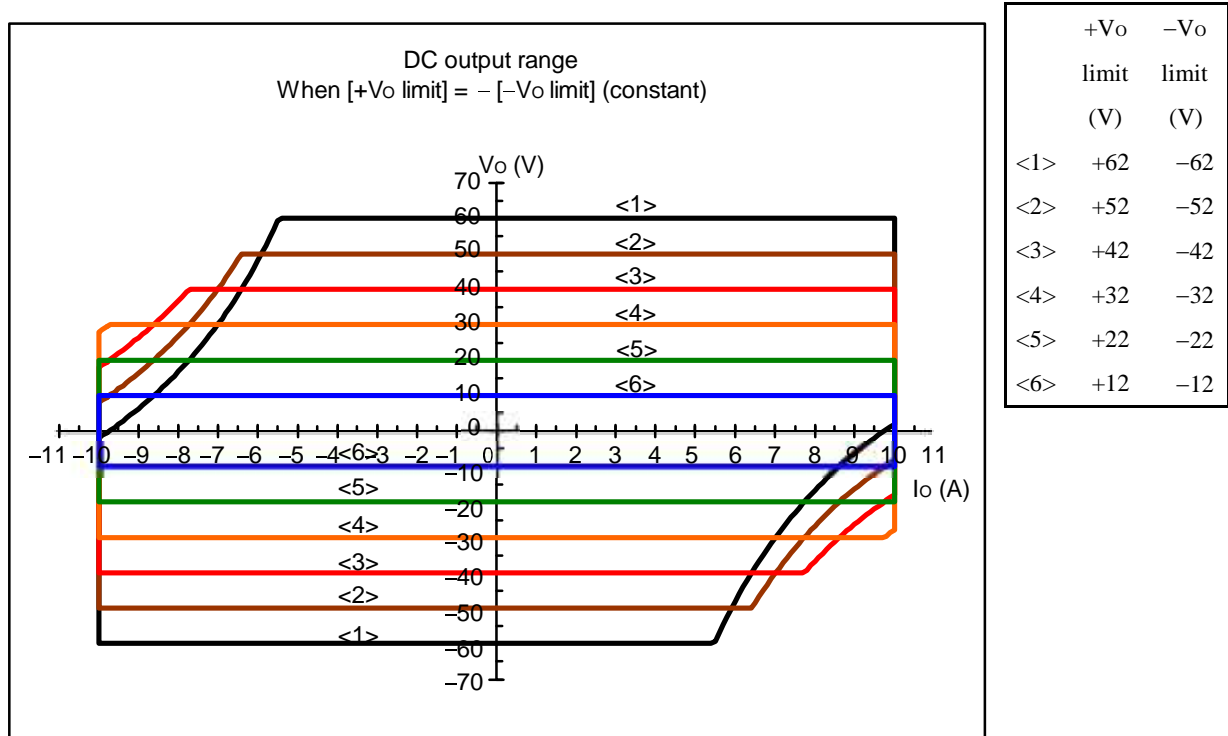 DC output range
When [+Vo limit] = − [−Vo limit] (constant)
Vo (V)
70
60
50
40
30
20
10
0
−10
−20
−30
−40
−50
−60
−70
<1>
<2>
<3>
<4>
<5>
<6>
−11 −10 −9 −8 −7 −6 −5 −4 −3 −2 −1 0 1 2 3 4 5 6 7 8 9 10 11
Io (A)
<6>
<5>
<4>
<3>
<2>
<1>
+Vo −Vo
limit limit
(V) (V)
<1> +62 −62
<2> +52 −52
<3> +42 −42
<4> +32 −32
<5> +22 −22
<6> +12 −12